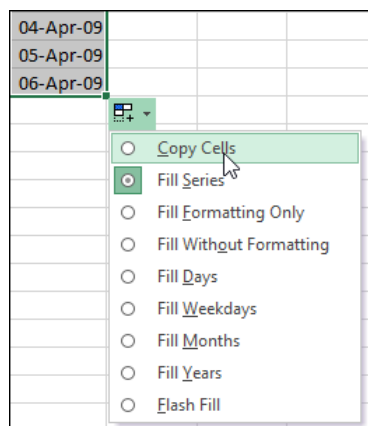 04-Apr-09
05-Apr-09
06-Apr-09
Copy Cells
Fill Series
Fill Formatting Only
Fill Without Formatting
Fill Days
Fill Weekdays
Fill Months
Fill Years
Flash Fill